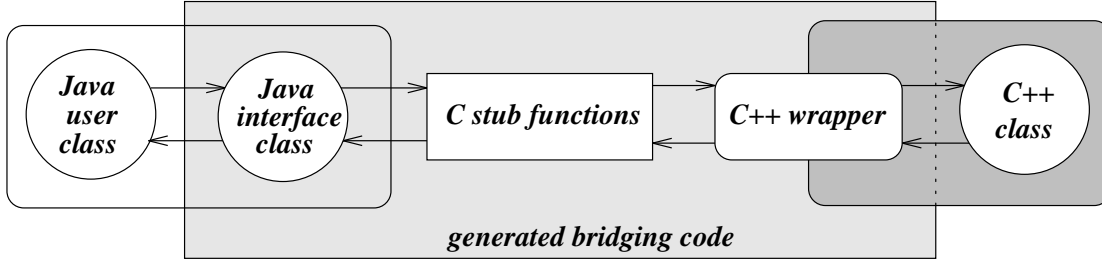 Java
user
class
Java
interface
class
C stub functions
C++ wrapper
C++
class
generated bridging code